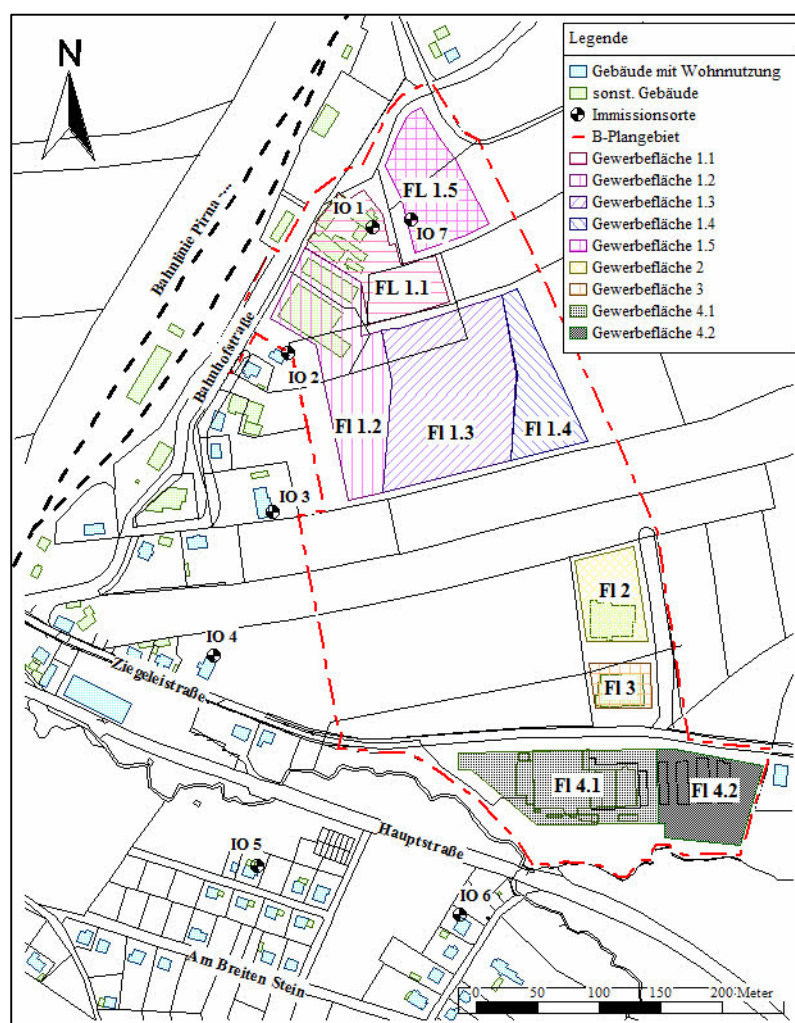 N
Legende
Gebäude mit Wohnnutzung
sonst. Gebäude
Immissionsorte
B-Plangebiet
Gewerbefläche 1.1
Gewerbefläche 1.2
Gewerbefläche 1.3
Gewerbefläche 1.4
Gewerbefläche 1.5
Gewerbefläche 2
Gewerbefläche 3
Gewerbefläche 4.1
Gewerbefläche 4.2
Bahnlinie Pirna -...
FL 1.5
IO 1
IO 7
FL 1.1
Bahnhofstraße
IO 2
Fl 1.2
Fl 1.3
Fl 1.4
IO 3
Fl 2
IO 4
Ziegeleistraße
Fl 3
Fl 4.1
Fl 4.2
Hauptstraße
IO 5
IO 6
Am Breiten Stein
0 50 100 150 200 Meter